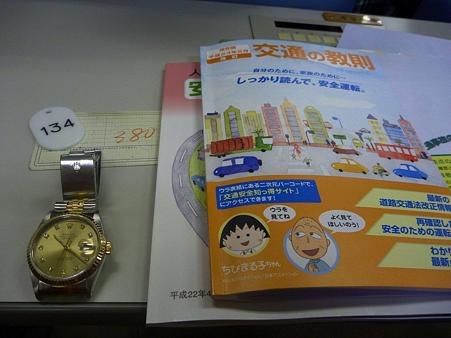 134
380
交通の教則
自分のために、家族のために…
しっかり読んで、安全運転。
ウラ表紙にある二次元バーコードで、
「交通安全知っ得サイト」
にアクセスできます!
ウラを
見てね
よく見て
ほしいのう!
ちびまる子ちゃん
最新の
道路交通法改正情報
再確認し
安全のための運転
わかり
最新
平成22年4